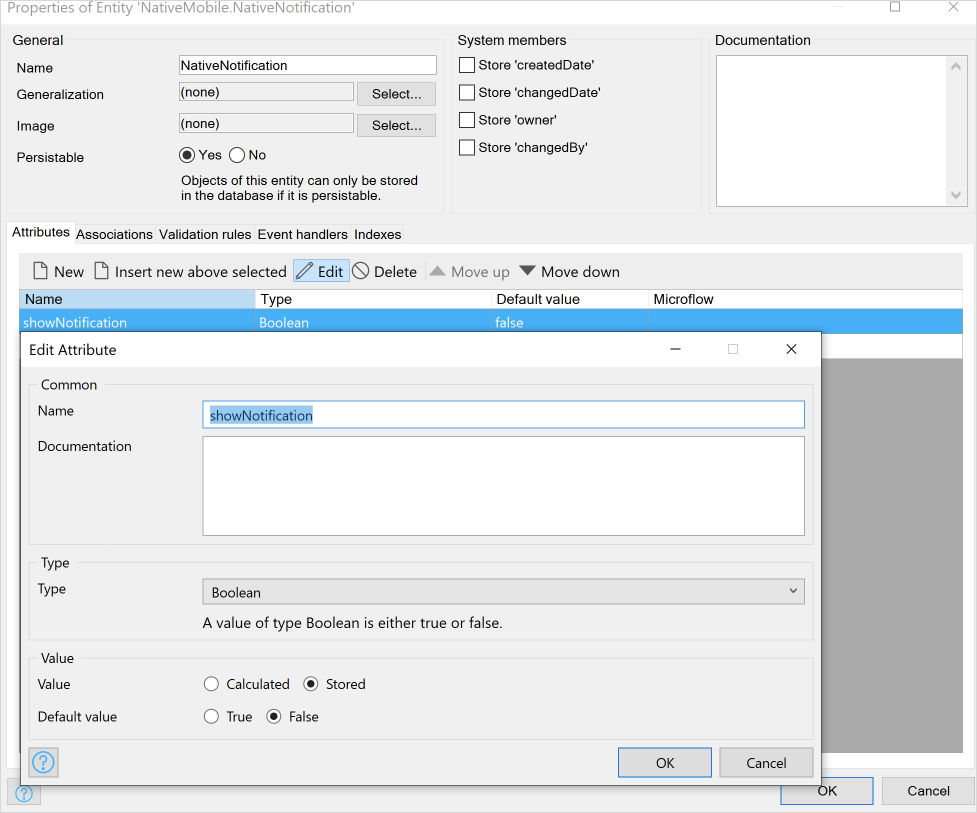 Properties of Entity 'NativeMobile.NativeNotification'
General
Name
NativeNotification
Generalization
(none)
Select...
Image
(none)
Select...
Persistable
Yes
No
Objects of this entity can only be stored
in the database if it is persistable.
System members
Store 'createdDate'
Store 'changedDate'
Store 'owner'
Store 'changedBy'
Documentation
Attributes
Associations
Validation rules
Event handlers
Indexes
New
Insert new above selected
Edit
Delete
Move up
Move down
Name
Type
Default value
Microflow
showNotification
Boolean
false
Edit Attribute
Common
Name
showNotification
Documentation
Type
Type
Boolean
A value of type Boolean is either true or false.
Value
Value
Calculated
Stored
Default value
True
False
?
OK
Cancel
?
OK
Cancel